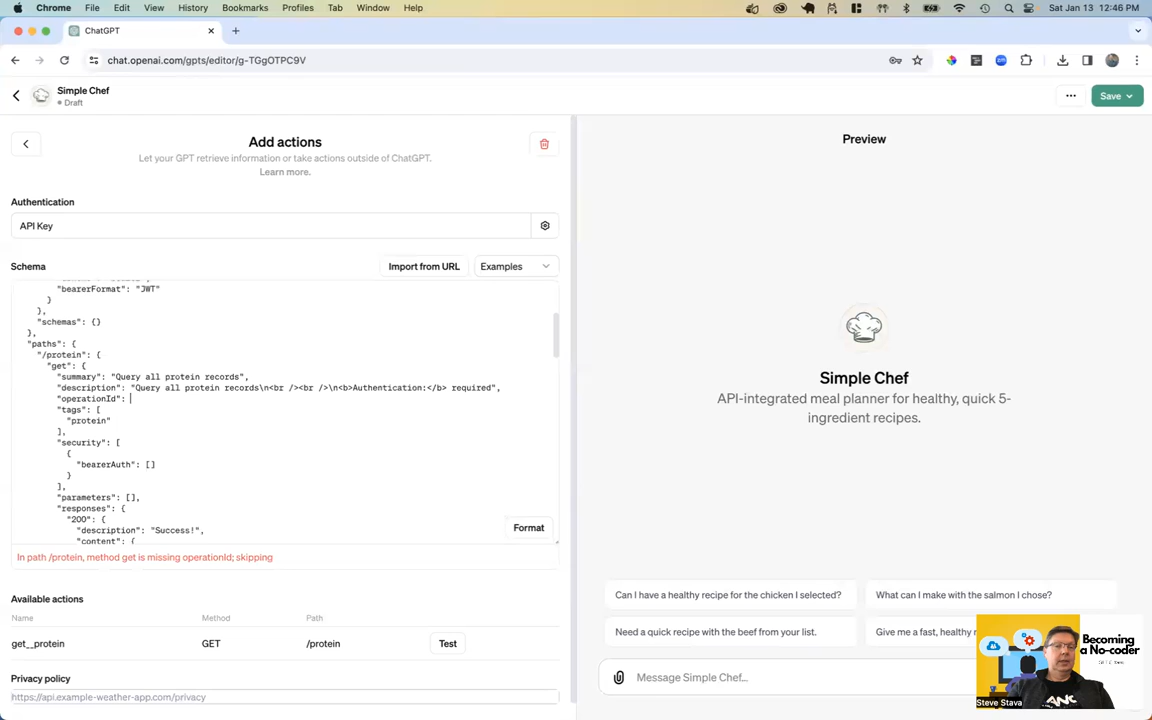 Chrome File Edit View History Bookmarks Profiles Tab Window Help Sat Jan 13 12:46 PM
ChatGPT
chat.openai.com/gpts/editor/g-TGgOTPC9V
Simple Chef
Draft
Save
Add actions
Let your GPT retrieve information or take actions outside of ChatGPT.
Learn more.
Authentication
API Key
Schema
Import from URL
Examples
"bearerFormat": "JWT"
}
},
"schemas": {}
},
"paths": {
"/protein": {
"get": {
"summary": "Query all protein records",
"description": "Query all protein records\n<br /><br />\n<b>Authentication:</b> required",
"operationId":
"tags": [
"protein"
],
"security": [
{
"bearerAuth": []
}
],
"parameters": [],
"responses": {
"200": {
"description": "Success!",
"content": {
Format
In path /protein, method get is missing operationId; skipping
Available actions
Name Method Path
get__protein GET /protein Test
Privacy policy
https://api.example-weather-app.com/privacy
Preview
Simple Chef
API-integrated meal planner for healthy, quick 5-
ingredient recipes.
Can I have a healthy recipe for the chicken I selected?
What can I make with the salmon I chose?
Need a quick recipe with the beef from your list.
Give me a fast, healthy
Message Simple Chef...
Becoming
a No-coder
Steve Stava